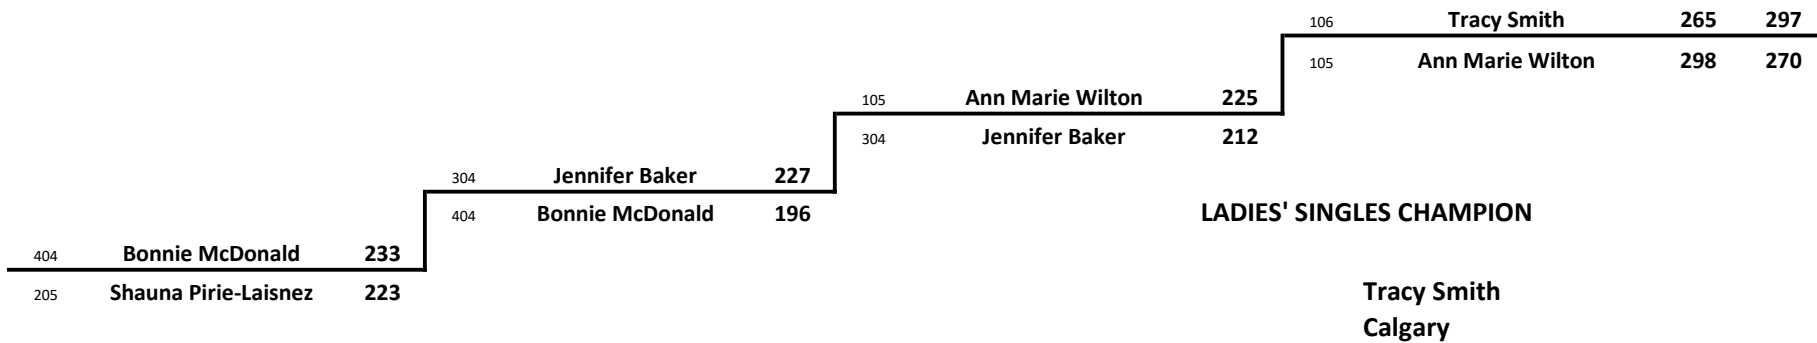 106 Tracy Smith 265 297
105 Ann Marie Wilton 298 270
105 Ann Marie Wilton 225
304 Jennifer Baker 212
304 Jennifer Baker 227
404 Bonnie McDonald 196
LADIES' SINGLES CHAMPION
404 Bonnie McDonald 233
205 Shauna Pirie-Laisnez 223
Tracy Smith
Calgary